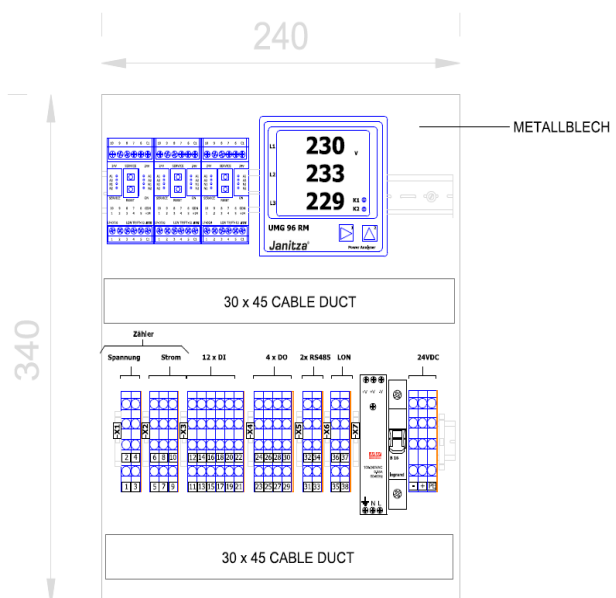 240
340
METALLBLECH
L1
230 V
L2
233
L3
229
K1
K2
UMG 96 RM
Janitza®
Power Analyser
30 x 45 CABLE DUCT
Zähler
Spannung Strom 12 x DI 4 x DO 2x RS485 LON 24VDC
-X1 -X2 -X3 -X4 -X5 -X6 -X7
2 4 6 8 10 12 14 16 18 20 22 24 26 28 30 32 34 36 37
1 3 5 7 9 11 13 15 17 19 21 23 25 27 29 31 33 35 38
legrand
N L
- + PE
30 x 45 CABLE DUCT